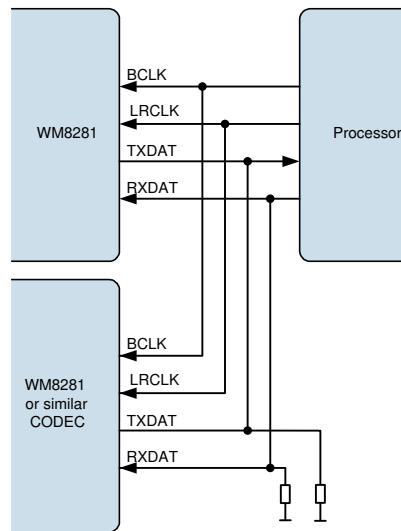 BCLK
LRCLK
WM8281
Processor
TXDAT
RXDAT
BCLK
LRCLK
WM8281
or similar
CODEC
TXDAT
RXDAT